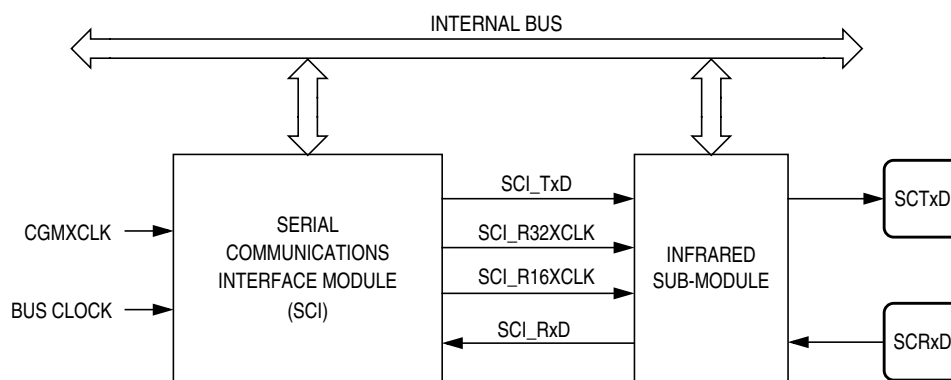 INTERNAL BUS
SCI_TxD
SCTxD
CGMXCLK
SERIAL
COMMUNICATIONS
INTERFACE MODULE
(SCI)
SCI_R32XCLK
INFRARED
SUB-MODULE
SCI_R16XCLK
BUS CLOCK
SCI_RxD
SCRxD